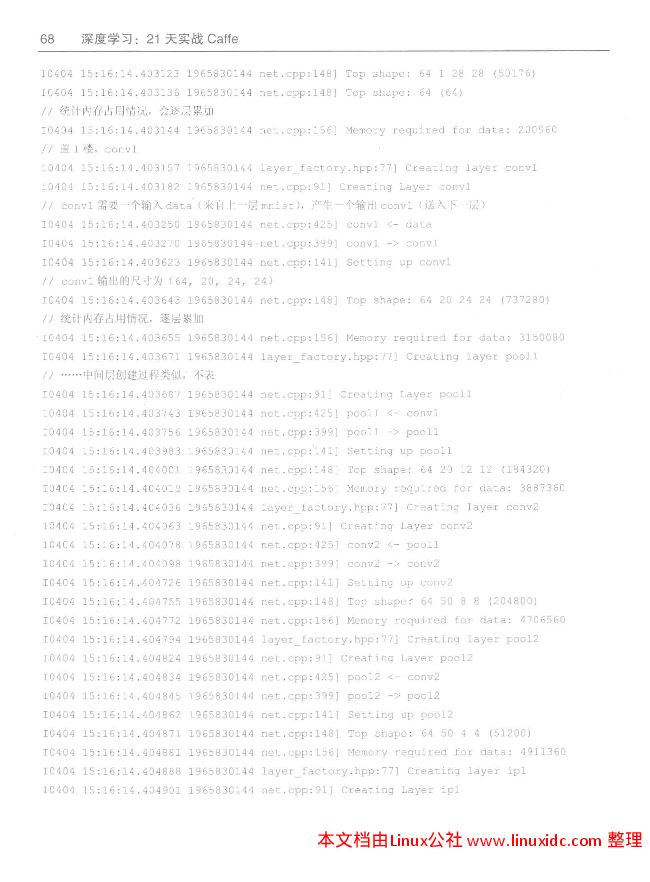 68 深度学习：21 天实战 Caffe
I0404 15:16:14.403123 1965830144 net.cpp:148] Top shape: 64 1 28 28 (50176)
I0404 15:16:14.403136 1965830144 net.cpp:148] Top shape: 64 (64)
// 统计内存占用情况，会逐层累加
I0404 15:16:14.403144 1965830144 net.cpp:156] Memory required for data: 200960
// 盖 1 楼，conv1
I0404 15:16:14.403157 1965830144 layer_factory.hpp:77] Creating layer conv1
I0404 15:16:14.403182 1965830144 net.cpp:91] Creating Layer conv1
// conv1 需要一个输入 data（来自上一层 mnist），产生一个输出 conv1（送入下一层）
I0404 15:16:14.403250 1965830144 net.cpp:425] conv1 <- data
I0404 15:16:14.403270 1965830144 net.cpp:399] conv1 -> conv1
I0404 15:16:14.403623 1965830144 net.cpp:141] Setting up conv1
// conv1 输出的尺寸为 (64, 20, 24, 24)
I0404 15:16:14.403643 1965830144 net.cpp:148] Top shape: 64 20 24 24 (737280)
// 统计内存占用情况，逐层累加
I0404 15:16:14.403655 1965830144 net.cpp:156] Memory required for data: 3150080
I0404 15:16:14.403671 1965830144 layer_factory.hpp:77] Creating layer pool1
// ……中间层创建过程类似，不表
I0404 15:16:14.403687 1965830144 net.cpp:91] Creating Layer pool1
I0404 15:16:14.403743 1965830144 net.cpp:425] pool1 <- conv1
I0404 15:16:14.403756 1965830144 net.cpp:399] pool1 -> pool1
I0404 15:16:14.403983 1965830144 net.cpp:141] Setting up pool1
I0404 15:16:14.404001 1965830144 net.cpp:148] Top shape: 64 20 12 12 (184320)
I0404 15:16:14.404019 1965830144 net.cpp:156] Memory required for data: 3887360
I0404 15:16:14.404036 1965830144 layer_factory.hpp:77] Creating layer conv2
I0404 15:16:14.404063 1965830144 net.cpp:91] Creating Layer conv2
I0404 15:16:14.404078 1965830144 net.cpp:425] conv2 <- pool1
I0404 15:16:14.404098 1965830144 net.cpp:399] conv2 -> conv2
I0404 15:16:14.404726 1965830144 net.cpp:141] Setting up conv2
I0404 15:16:14.404755 1965830144 net.cpp:148] Top shape: 64 50 8 8 (204800)
I0404 15:16:14.404772 1965830144 net.cpp:156] Memory required for data: 4706560
I0404 15:16:14.404794 1965830144 layer_factory.hpp:77] Creating layer pool2
I0404 15:16:14.404824 1965830144 net.cpp:91] Creating Layer pool2
I0404 15:16:14.404834 1965830144 net.cpp:425] pool2 <- conv2
I0404 15:16:14.404845 1965830144 net.cpp:399] pool2 -> pool2
I0404 15:16:14.404862 1965830144 net.cpp:141] Setting up pool2
I0404 15:16:14.404871 1965830144 net.cpp:148] Top shape: 64 50 4 4 (51200)
I0404 15:16:14.404881 1965830144 net.cpp:156] Memory required for data: 4911360
I0404 15:16:14.404888 1965830144 layer_factory.hpp:77] Creating layer ip1
I0404 15:16:14.404901 1965830144 net.cpp:91] Creating Layer ip1
本文档由Linux公社 www.linuxidc.com 整理